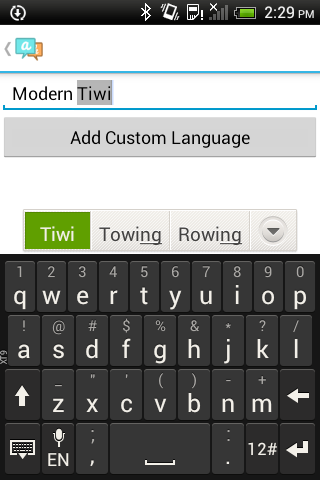 2:29 PM
a
Modern Tiwi
Add Custom Language
Tiwi Towing Rowing
1 2 3 4 5 6 7 8 9 0
q w e r t y u i o p
! @ # $ % & * ? /
a s d f g h j k l
XT9
_ " ' ( ) - +
z x c v b n m
; :
EN , . 12#